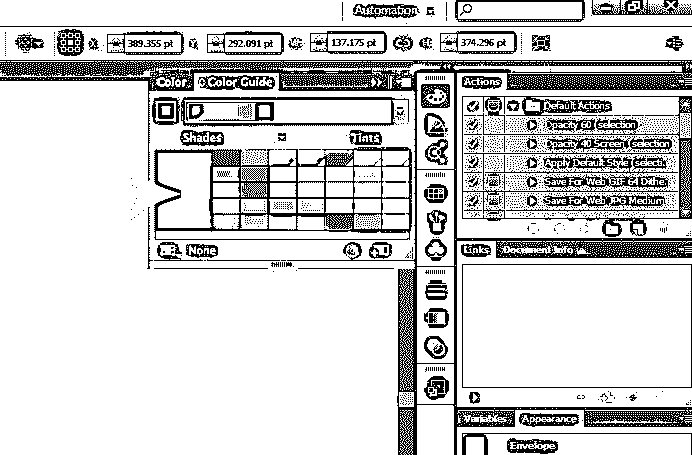 Automation
389.355 pt
292.091 pt
137.175 pt
374.296 pt
Color
Color Guide
Actions
Default Actions
Opacity 60 (selection
Opacity 40 Screen (selection
Apply Default Style (selecti
Save For Web GIF 64 Dithe
Save For Web JPG Medium
Shades
Tints
None
Links
Document Info
Variables
Appearance
Envelope